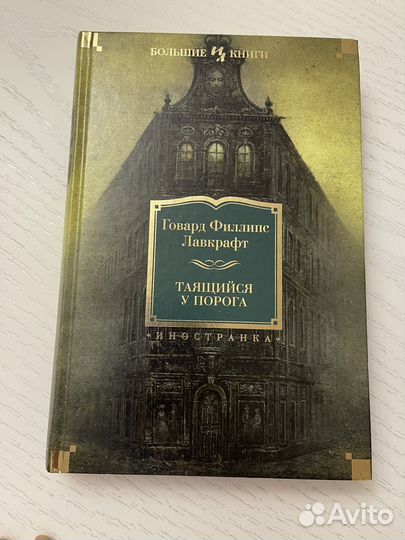 БОЛЬШИЕ КНИГИ
Говард Филлипс
Лавкрафт
ТАЯЩИЙСЯ
У ПОРОГА
«ИНОСТРАНКА»
Avito